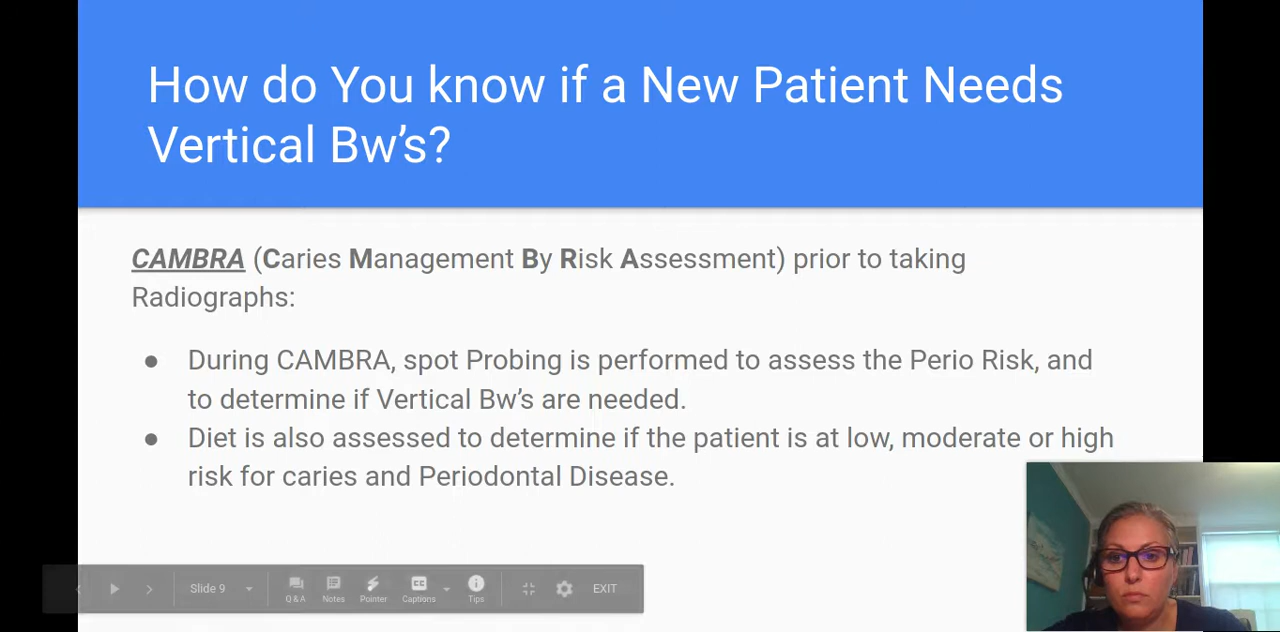 How do You know if a New Patient Needs
Vertical Bw's?
CAMBRA (Caries Management By Risk Assessment) prior to taking
Radiographs:
● During CAMBRA, spot Probing is performed to assess the Perio Risk, and
to determine if Vertical Bw's are needed.
● Diet is also assessed to determine if the patient is at low, moderate or high
risk for caries and Periodontal Disease.
Slide 9
Q & A
Notes
Pointer
Captions
Tips
EXIT